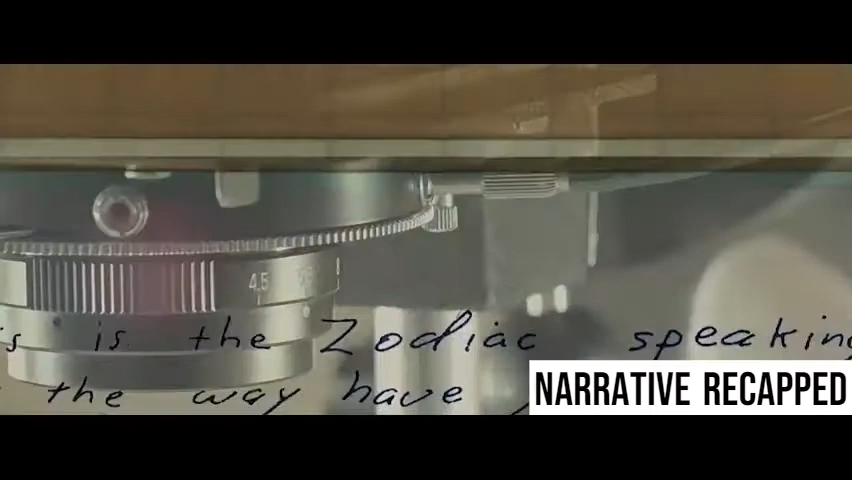 4.5
is the Zodiac speaking
the way have
NARRATIVE RECAPPED